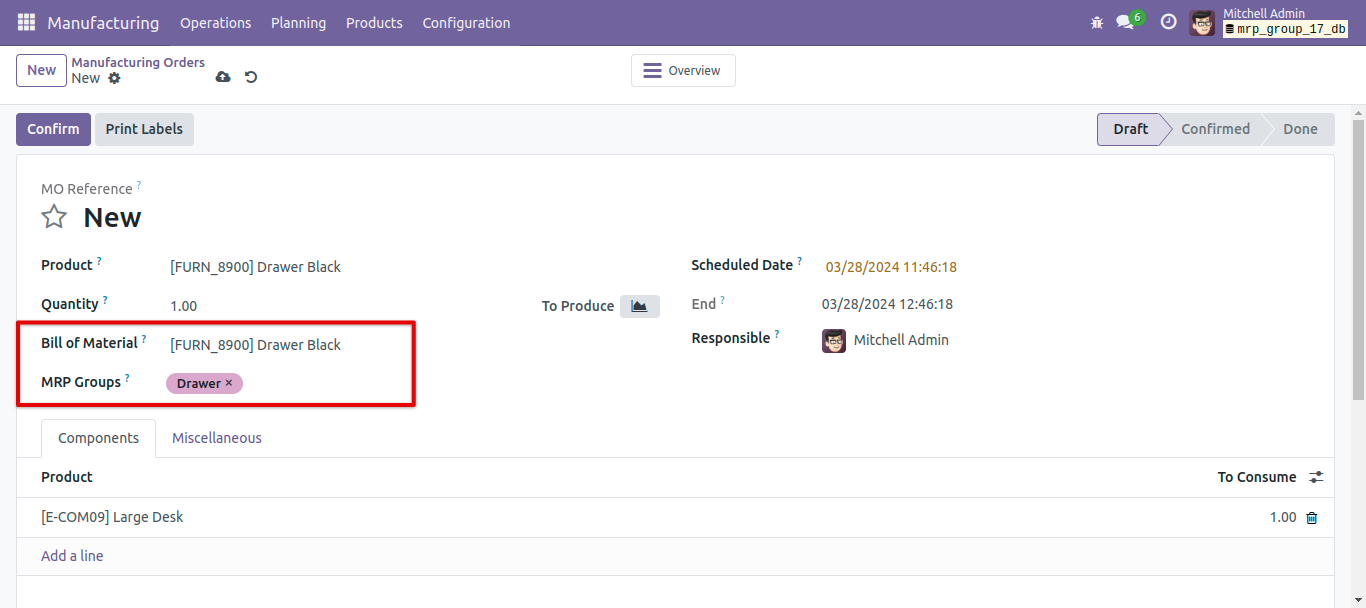 Manufacturing Operations Planning Products Configuration 6 Mitchell Admin
mrp_group_17_db
New Manufacturing Orders
New
Overview
Confirm Print Labels Draft Confirmed Done
MO Reference ?
New
Product ? [FURN_8900] Drawer Black Scheduled Date ? 03/28/2024 11:46:18
Quantity ? 1.00 To Produce End ? 03/28/2024 12:46:18
Bill of Material ? [FURN_8900] Drawer Black Responsible ? Mitchell Admin
MRP Groups ? Drawer ×
Components Miscellaneous
Product To Consume
[E-COM09] Large Desk 1.00
Add a line